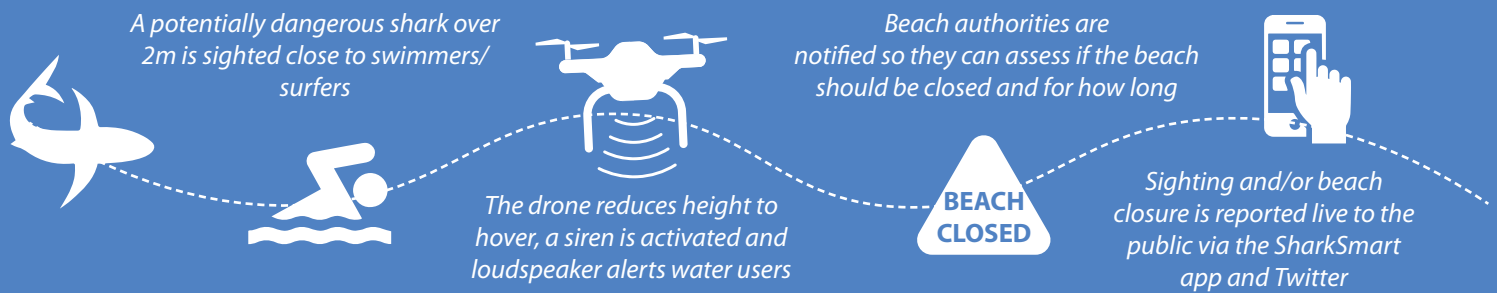 A potentially dangerous shark over
2m is sighted close to swimmers/
surfers
The drone reduces height to
hover, a siren is activated and
loudspeaker alerts water users
Beach authorities are
notified so they can assess if the beach
should be closed and for how long
BEACH
CLOSED
Sighting and/or beach
closure is reported live to the
public via the SharkSmart
app and Twitter